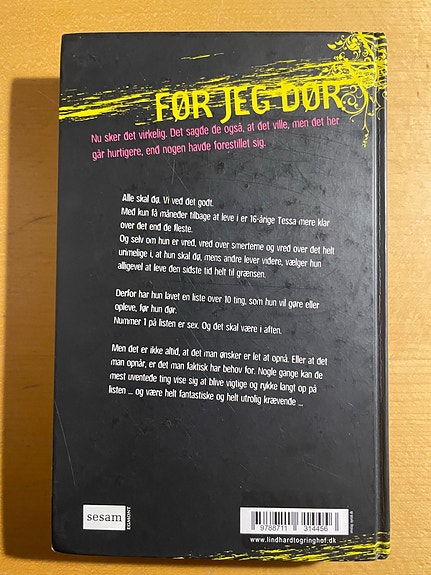 FØR JEG DØR
Nu sker det virkelig. Det sagde de også, at det ville, men det her
går hurtigere, end nogen havde forestillet sig.
Alle skal dø. Vi ved det godt.
Med kun få måneder tilbage at leve i er 16-årige Tessa mere klar
over det end de fleste.
Og selv om hun er vred, vred over smerterne og vred over det helt
urimelige i, at hun skal dø, mens andre lever videre, vælger hun
alligevel at leve den sidste tid helt til grænsen.
Derfor har hun lavet en liste over 10 ting, som hun vil gøre eller
opleve, før hun dør.
Nummer 1 på listen er sex. Og det skal være i aften.
Men det er ikke altid, at det man ønsker er let at opnå. Eller at det
man opnår, er det man faktisk har behov for. Nogle gange kan de
mest uventede ting vise sig at blive vigtige og rykke langt op på
listen ... og være helt fantastiske og helt utrolig krævende ...
sesam
EGMONT
9 788711 314456
www.lindhardtogringhof.dk